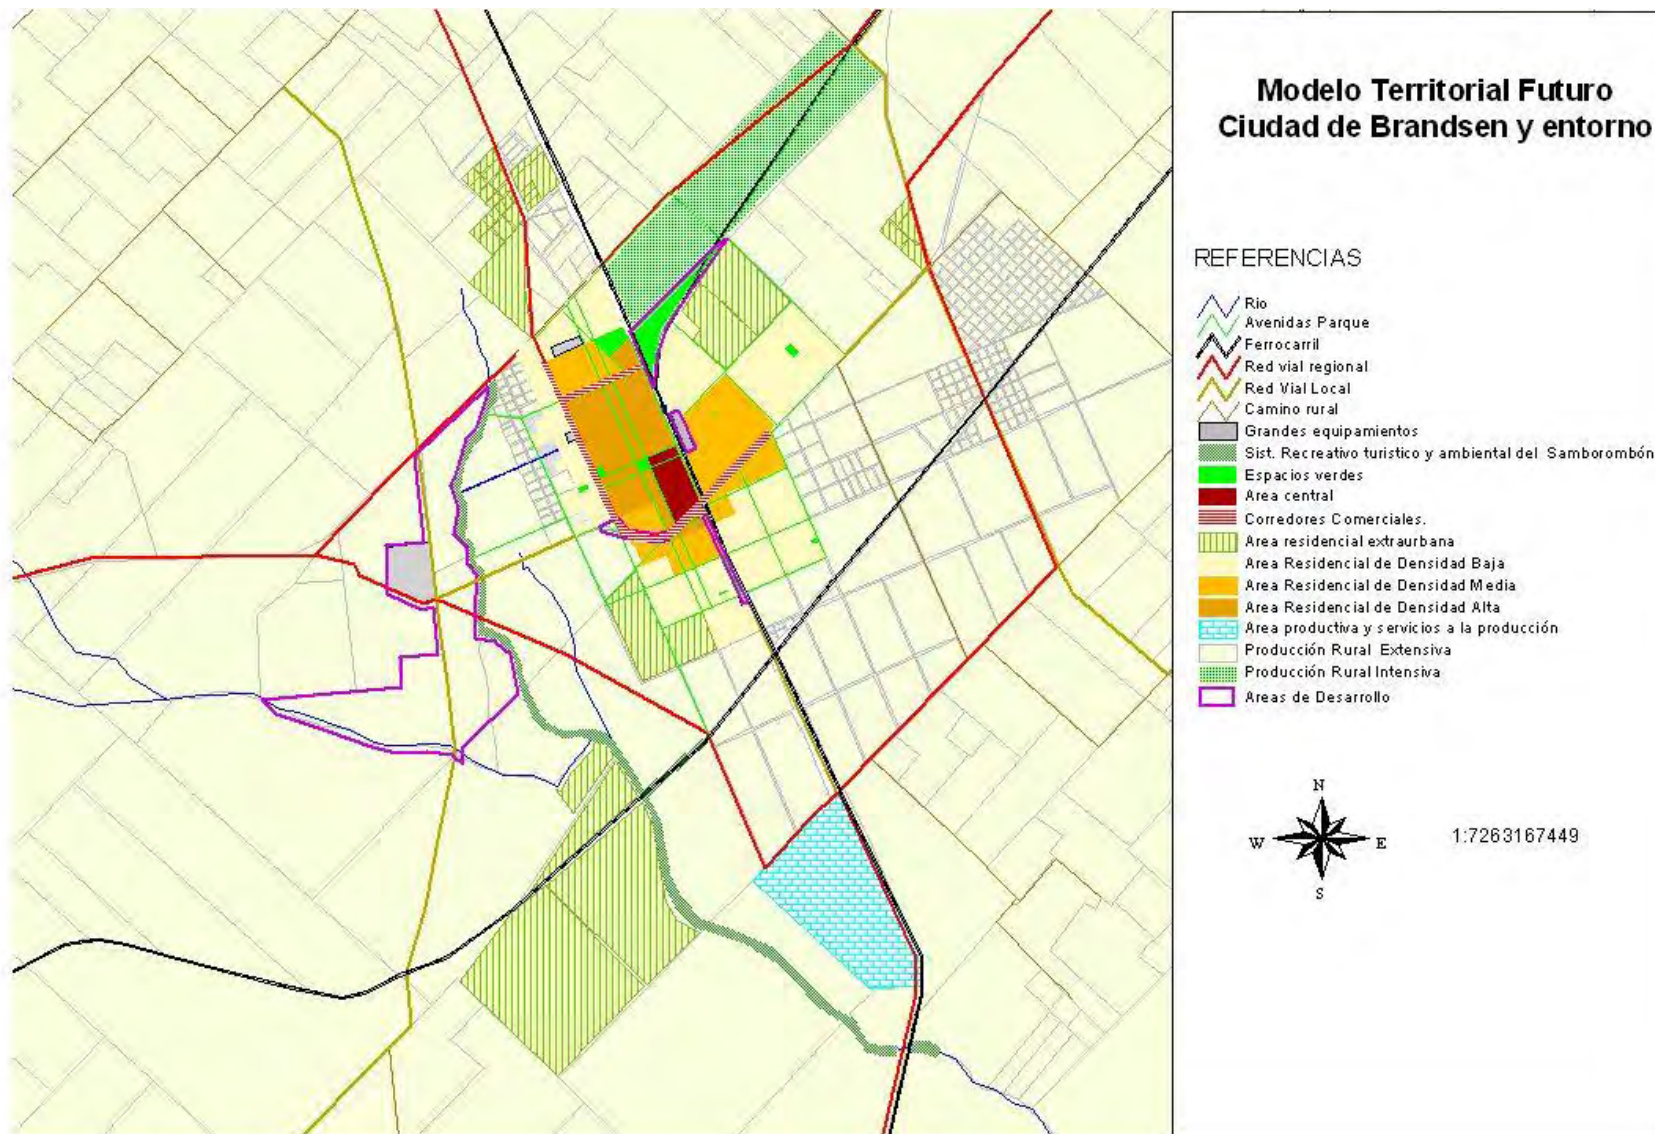 Modelo Territorial Futuro
Ciudad de Brandsen y entorno
REFERENCIAS
Rio
Avenidas Parque
Ferrocarril
Red vial regional
Red Vial Local
Camino rural
Grandes equipamientos
Sist. Recreativo turistico y ambiental del Samborombón
Espacios verdes
Area central
Corredores Comerciales.
Area residencial extraurbana
Area Residencial de Densidad Baja
Area Residencial de Densidad Media
Area Residencial de Densidad Alta
Area productiva y servicios a la producción
Producción Rural Extensiva
Producción Rural Intensiva
Areas de Desarrollo
N
W E
1:7263167449
S